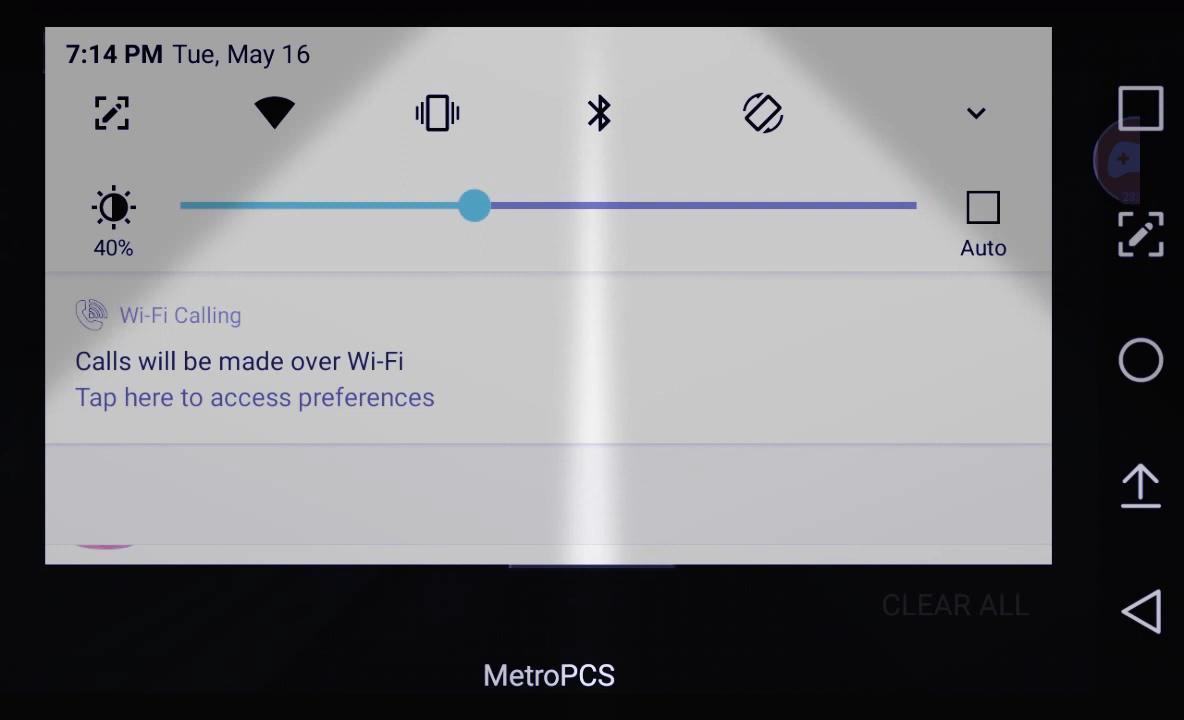 7:14 PM Tue, May 16
40%
Auto
Wi-Fi Calling
Calls will be made over Wi-Fi
Tap here to access preferences
CLEAR ALL
MetroPCS